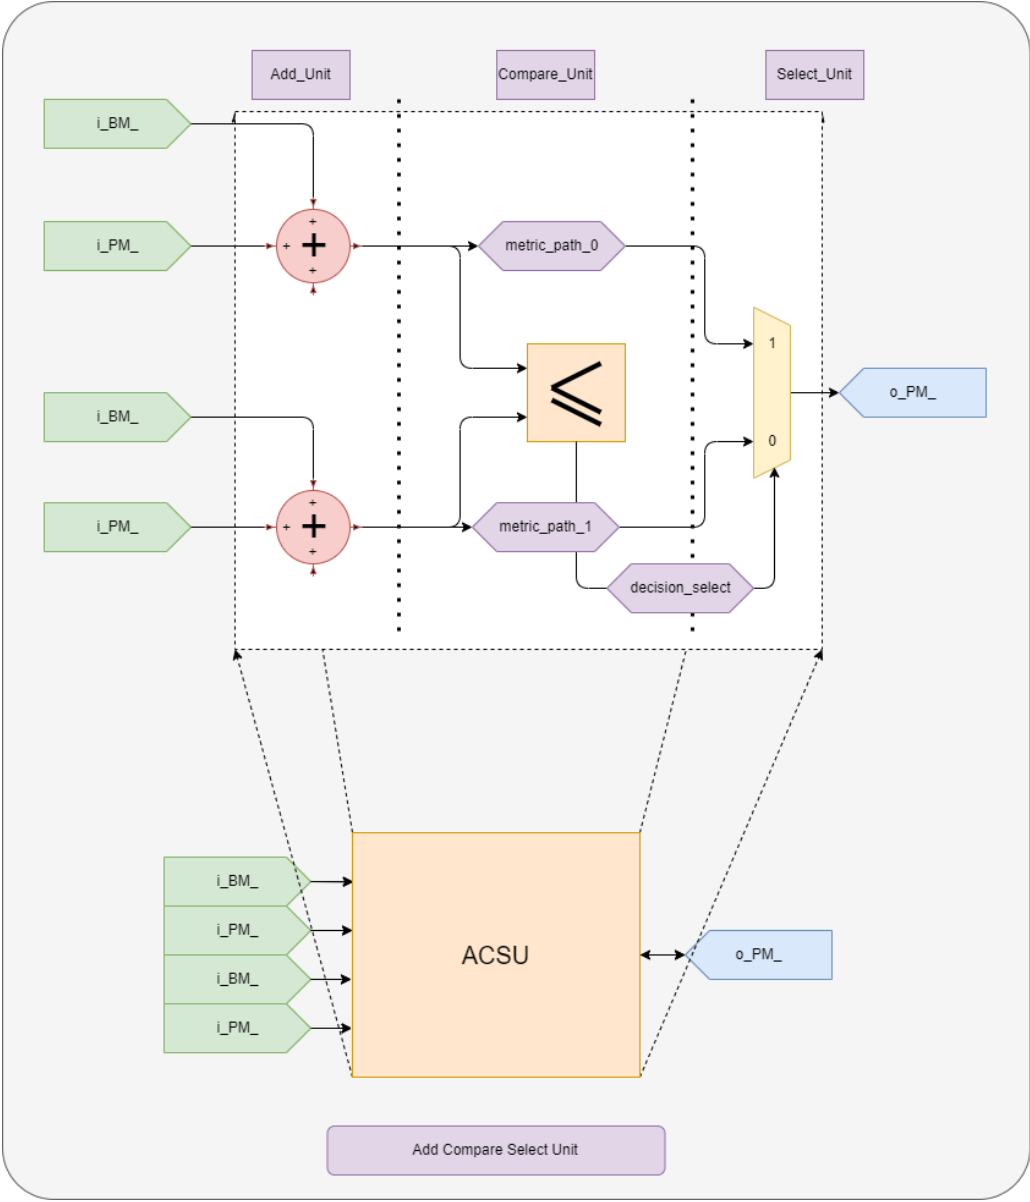 Add_Unit
Compare_Unit
Select_Unit
i_BM_
+
i_PM_
+
+
+
metric_path_0
≤
1
o_PM_
i_BM_
0
+
i_PM_
+
+
+
metric_path_1
decision_select
i_BM_
i_PM_
ACSU
o_PM_
i_BM_
i_PM_
Add Compare Select Unit